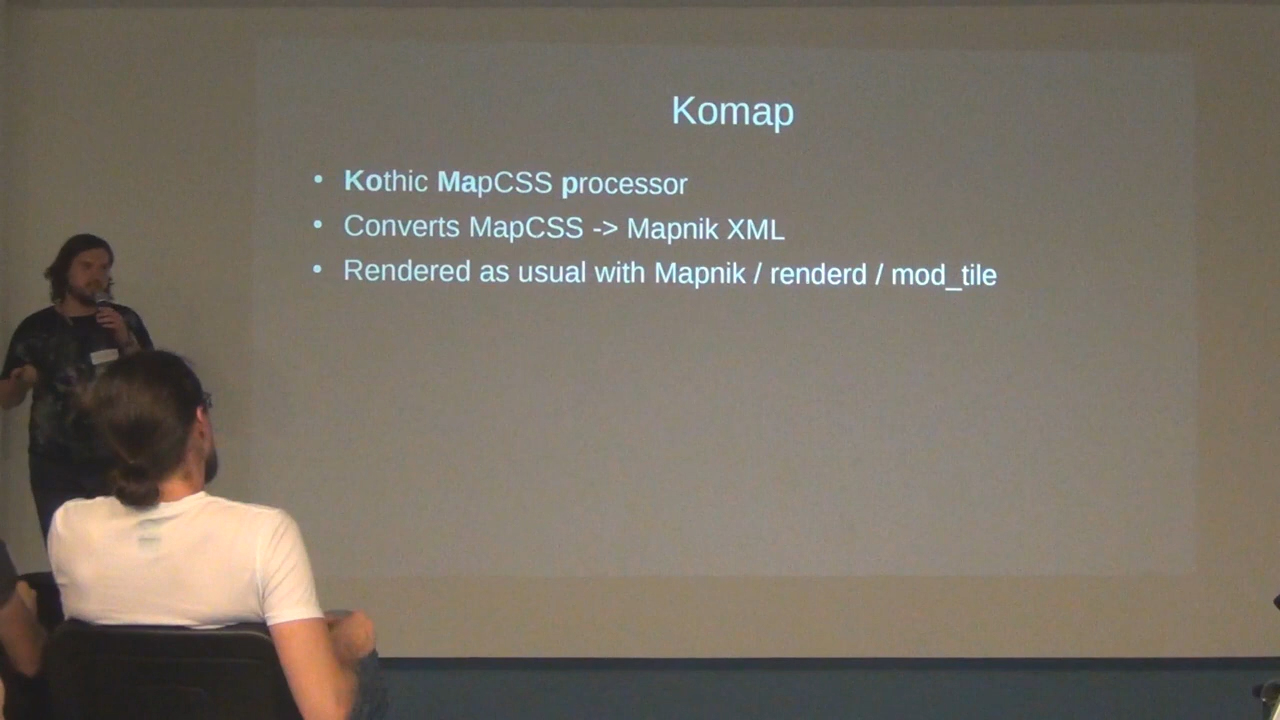 Komap
• Kothic MapCSS processor
• Converts MapCSS -> Mapnik XML
• Rendered as usual with Mapnik / renderd / mod_tile